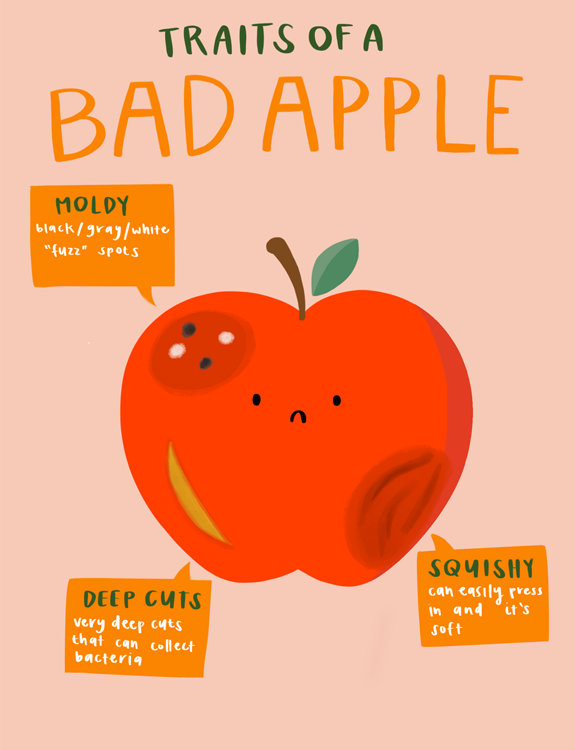 TRAITS OF A
BAD APPLE
MOLDY
black/gray/white
"fuzz" spots
DEEP CUTS
very deep cuts
that can collect
bacteria
SQUISHY
can easily press
in and it's
soft